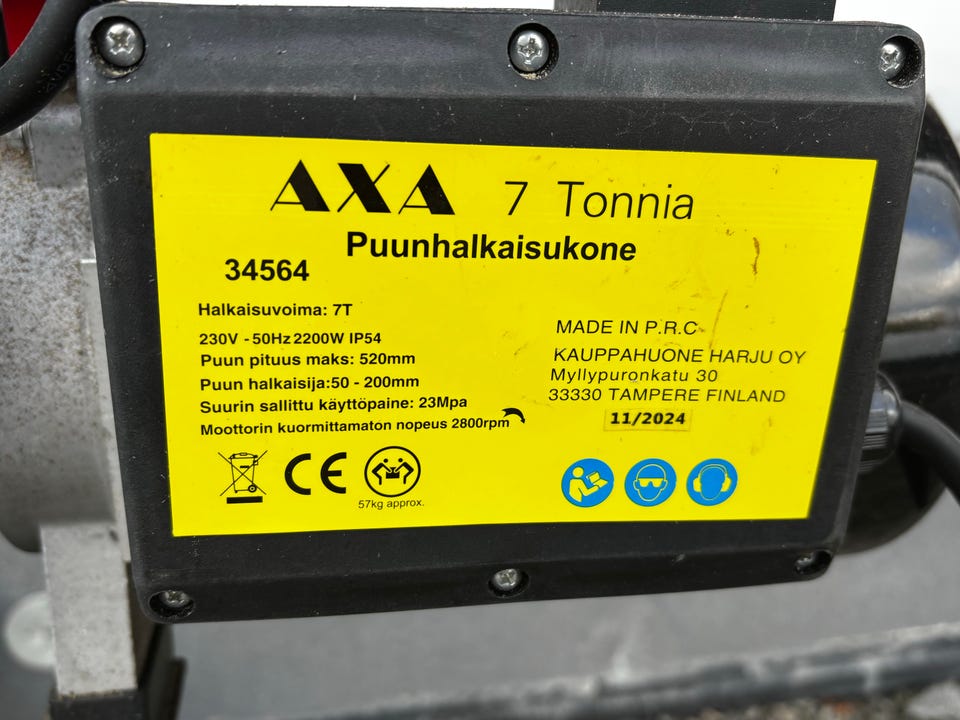 AXA 7 Tonnia
Puunhalkaisukone
34564
Halkaisuvoima: 7T
230V - 50Hz 2200W IP54
Puun pituus maks: 520mm
Puun halkaisija:50 - 200mm
Suurin sallittu käyttöpaine: 23Mpa
Moottorin kuormittamaton nopeus 2800rpm
MADE IN P.R.C
KAUPPAHUONE HARJU OY
Myllypuronkatu 30
33330 TAMPERE FINLAND
11/2024
CE
57kg approx.